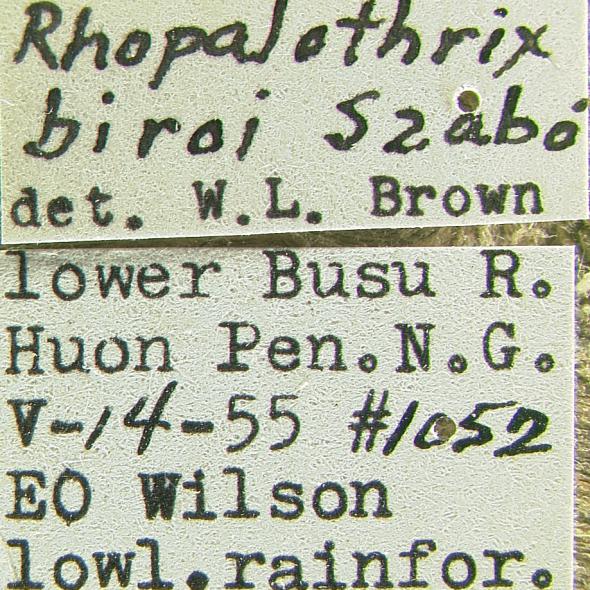 Rhopalothrix
biroi Szabó
det. W.L. Brown
lower Busu R.
Huon Pen.N.G.
V-14-55 #1052
EO Wilson
lowl.rainfor.